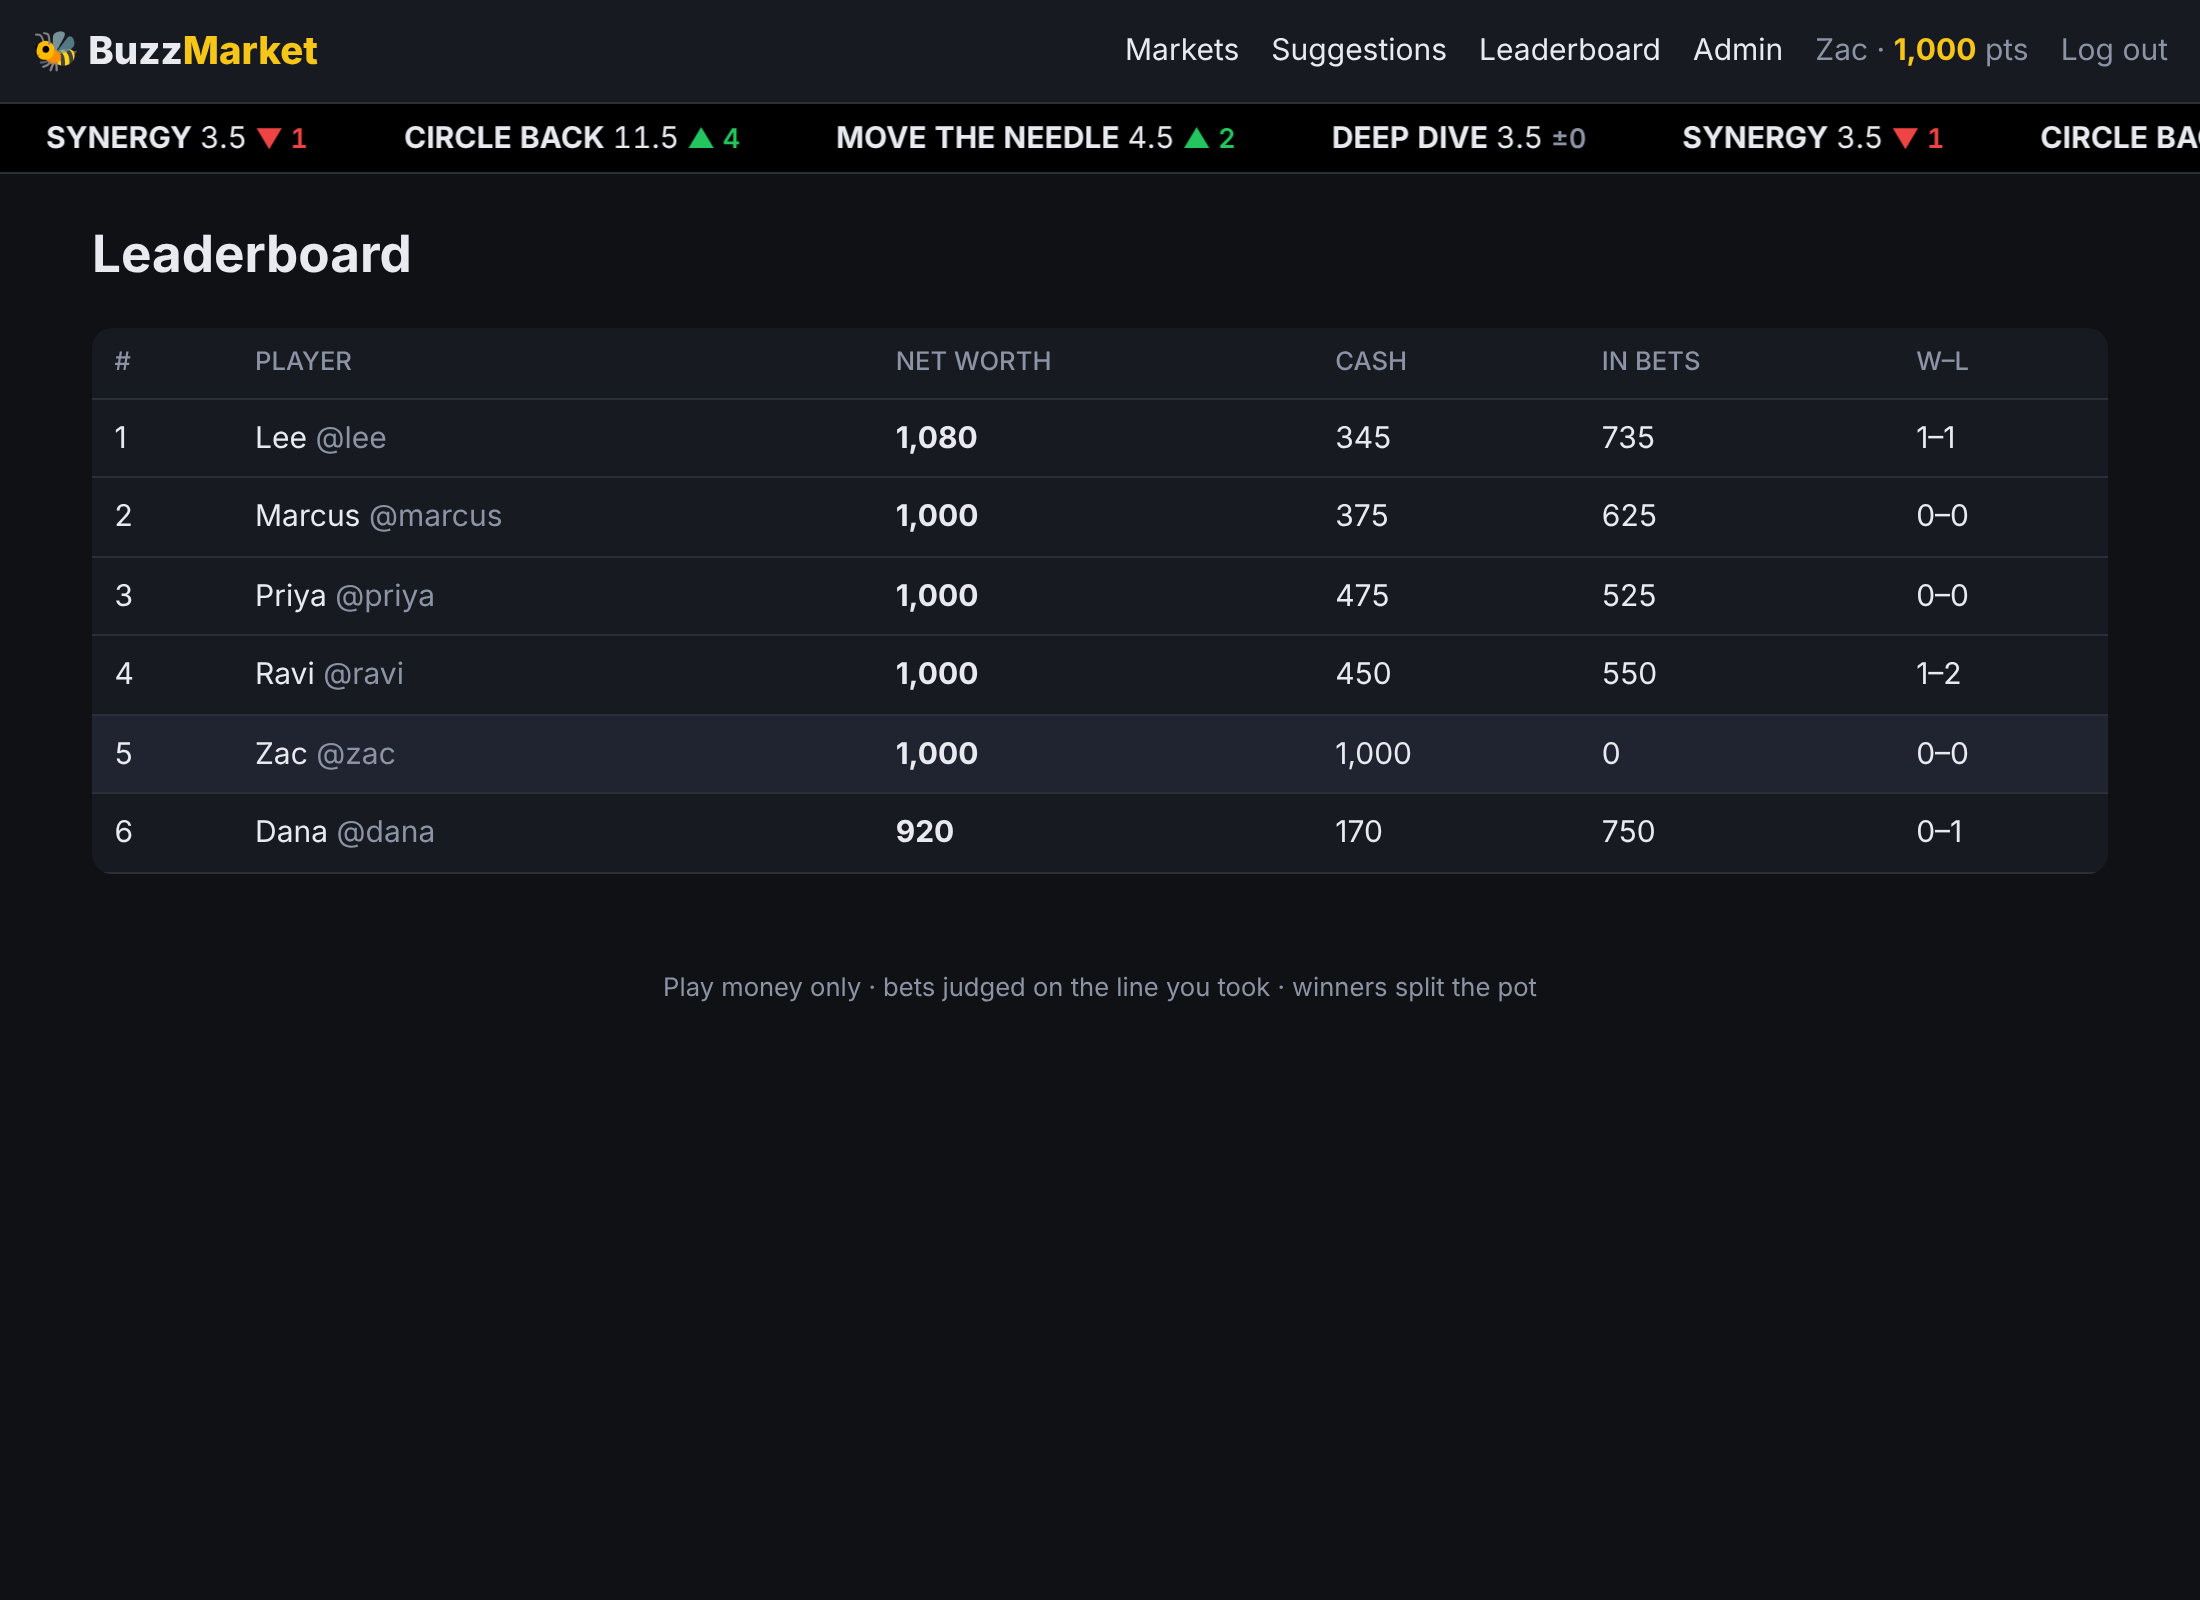 BuzzMarket Markets Suggestions Leaderboard Admin Zac · 1,000 pts Log out
SYNERGY 3.5 ▼ 1 CIRCLE BACK 11.5 ▲ 4 MOVE THE NEEDLE 4.5 ▲ 2 DEEP DIVE 3.5 ±0 SYNERGY 3.5 ▼ 1 CIRCLE
Leaderboard
# PLAYER NET WORTH CASH IN BETS W–L
1 Lee @lee 1,080 345 735 1–1
2 Marcus @marcus 1,000 375 625 0–0
3 Priya @priya 1,000 475 525 0–0
4 Ravi @ravi 1,000 450 550 1–2
5 Zac @zac 1,000 1,000 0 0–0
6 Dana @dana 920 170 750 0–1
Play money only · bets judged on the line you took · winners split the pot